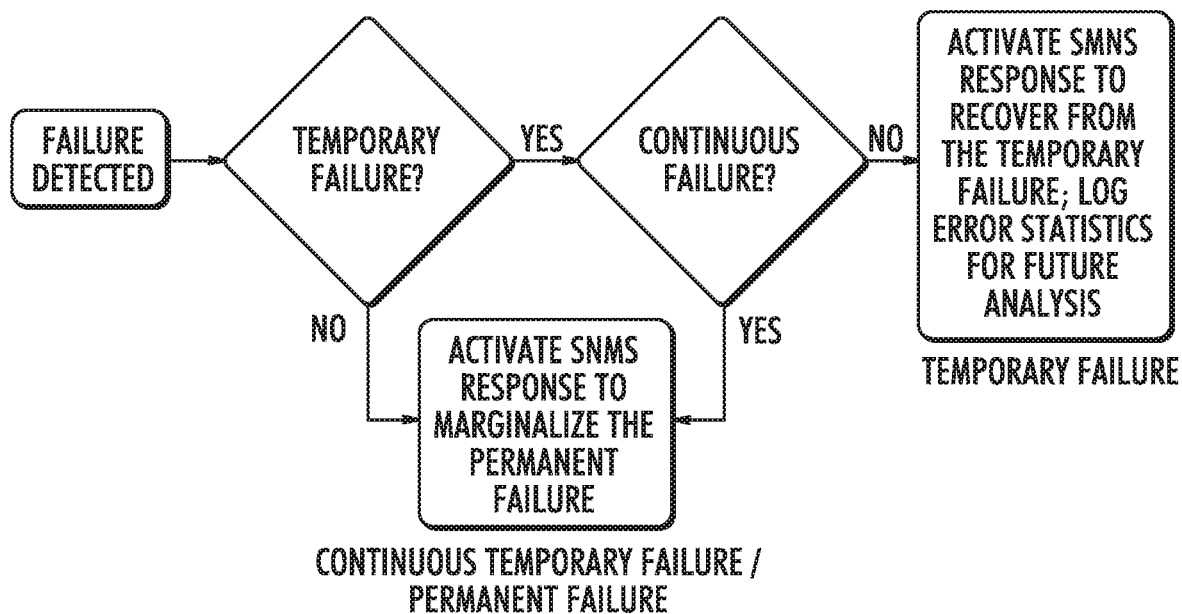 FAILURE
DETECTED
TEMPORARY
FAILURE?
YES
CONTINUOUS
FAILURE?
NO
ACTIVATE SMNS
RESPONSE TO
RECOVER FROM
THE TEMPORARY
FAILURE; LOG
ERROR STATISTICS
FOR FUTURE
ANALYSIS
TEMPORARY FAILURE
NO
YES
ACTIVATE SNMS
RESPONSE TO
MARGINALIZE THE
PERMANENT
FAILURE
CONTINUOUS TEMPORARY FAILURE /
PERMANENT FAILURE